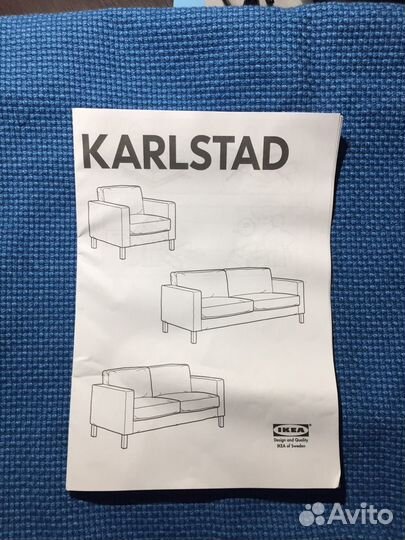 KARLSTAD
IKEA
Design and Quality
IKEA of Sweden
Avito